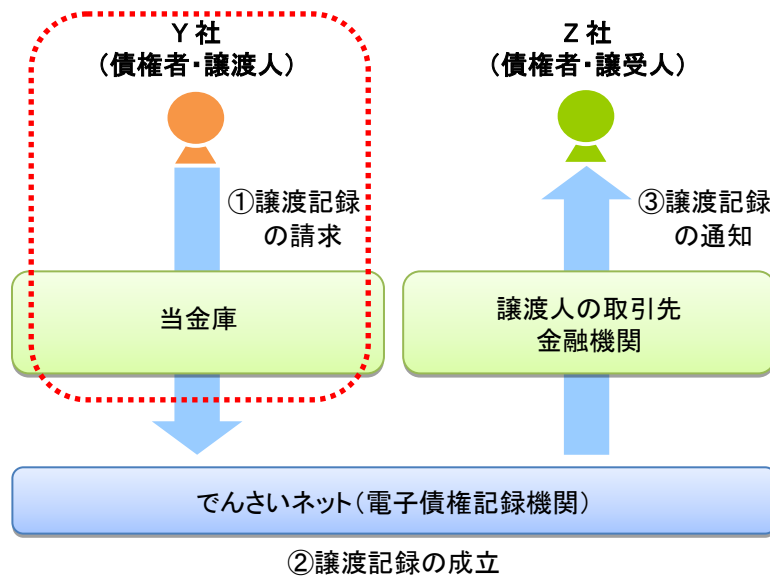 Y 社
(債権者・譲渡人)
Z 社
(債権者・譲受人)
①譲渡記録
の請求
③譲渡記録
の通知
当金庫
譲渡人の取引先
金融機関
でんさいネット(電子債権記録機関)
②譲渡記録の成立